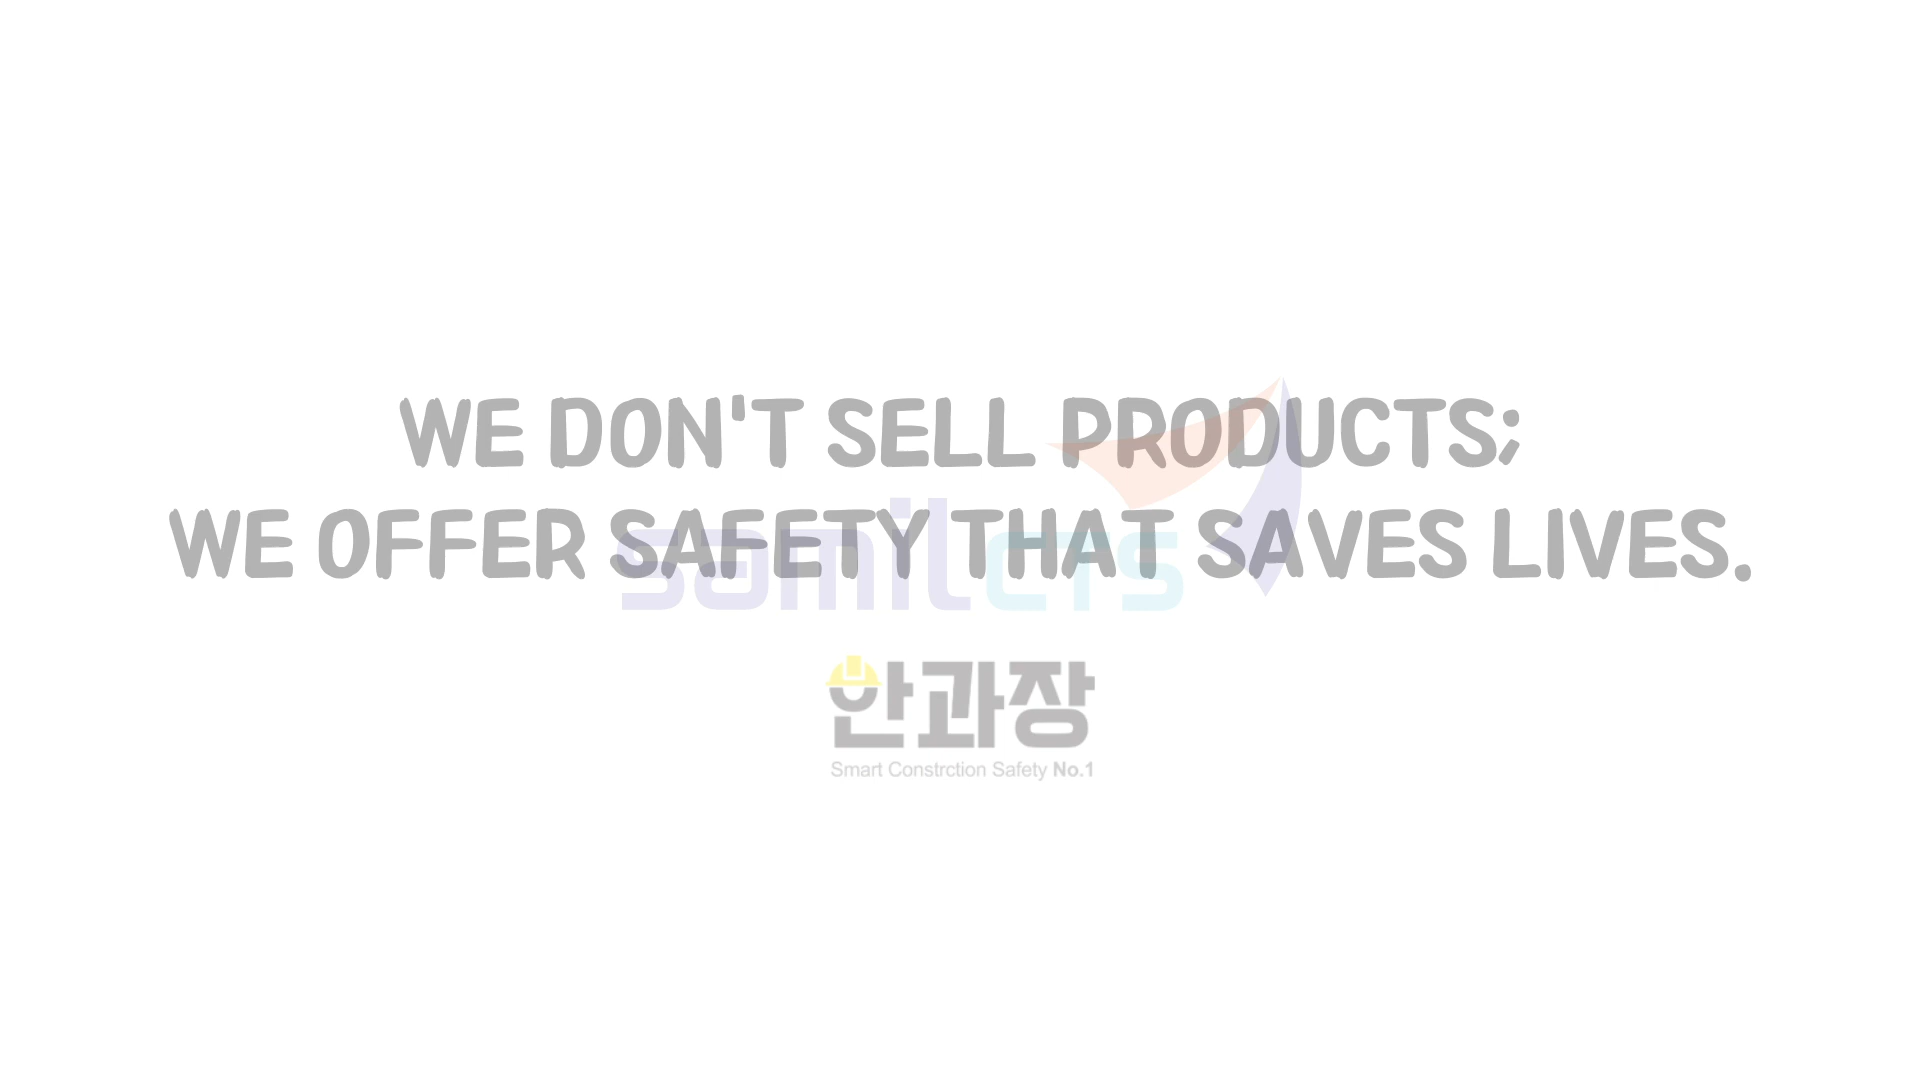 WE DON'T SELL PRODUCTS;
WE OFFER SAFETY THAT SAVES LIVES.
samilCTS
안과장
Smart Constrction Safety No.1